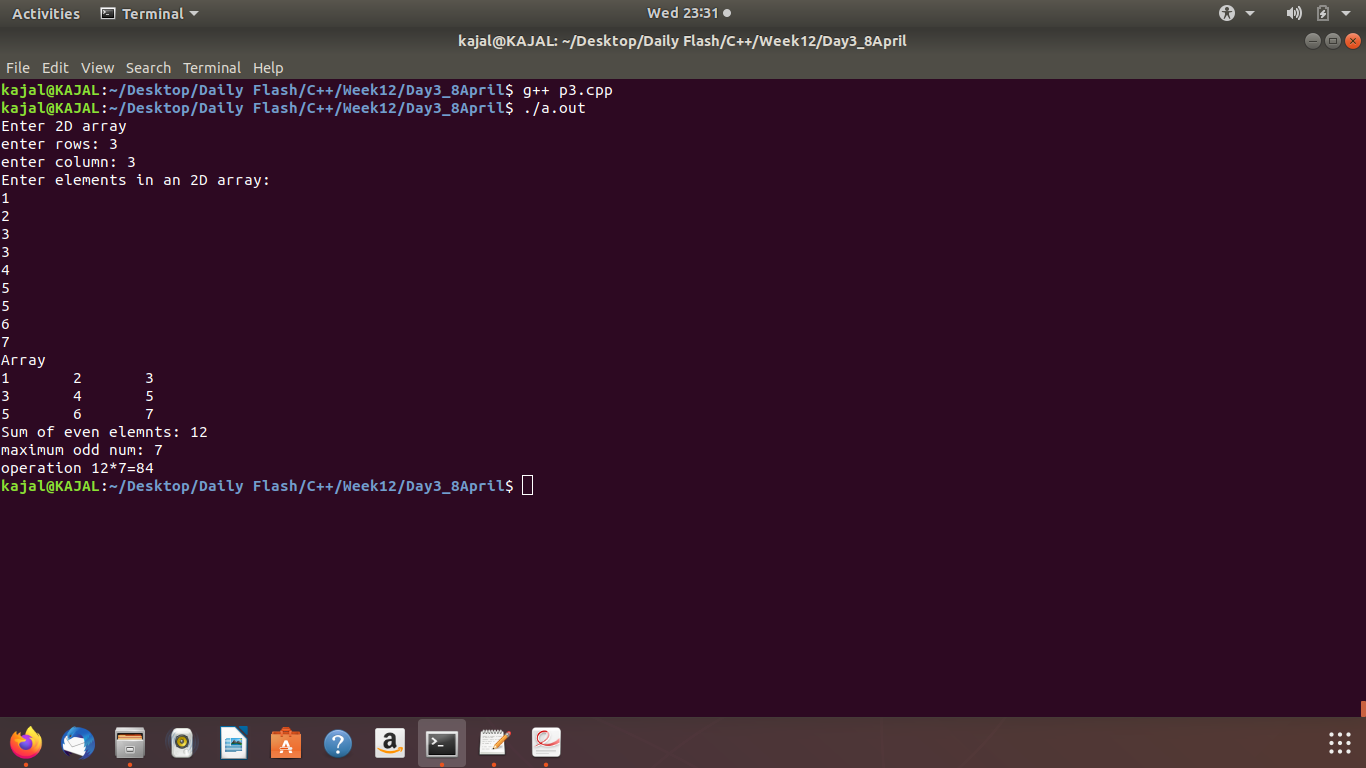 Activities Terminal Wed 23:31
kajal@KAJAL: ~/Desktop/Daily Flash/C++/Week12/Day3_8April
File Edit View Search Terminal Help
kajal@KAJAL:~/Desktop/Daily Flash/C++/Week12/Day3_8April$ g++ p3.cpp
kajal@KAJAL:~/Desktop/Daily Flash/C++/Week12/Day3_8April$ ./a.out
Enter 2D array
enter rows: 3
enter column: 3
Enter elements in an 2D array:
1
2
3
3
4
5
5
6
7
Array
1 2 3
3 4 5
5 6 7
Sum of even elemnts: 12
maximum odd num: 7
operation 12*7=84
kajal@KAJAL:~/Desktop/Daily Flash/C++/Week12/Day3_8April$